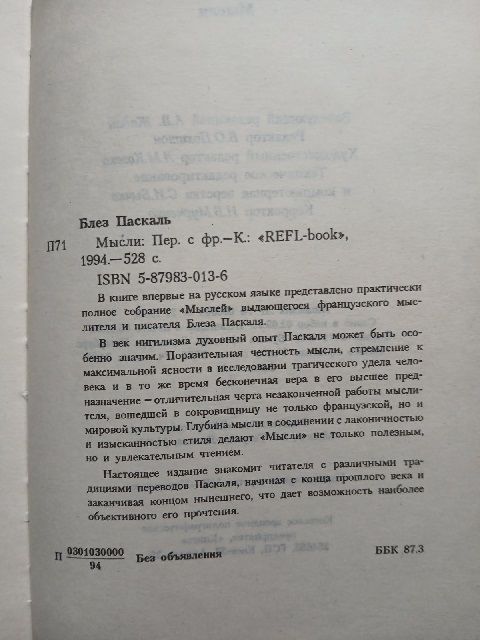 Блез Паскаль
П71 Мысли: Пер. с фр.—К.: «REFL-book»,
1994.—528 с.
ISBN 5-87983-013-6
В книге впервые на русском языке представлено практически
полное собрание «Мыслей» выдающегося французского мыс-
лителя и писателя Блеза Паскаля.
В век нигилизма духовный опыт Паскаля может быть осо-
бенно значим. Поразительная честность мысли, стремление к
максимальной ясности в исследовании трагического удела чело-
века и в то же время бесконечная вера в его высшее пред-
назначение — отличительная черта незаконченной работы мысли-
теля, вошедшей в сокровищницу не только французской, но и
мировой культуры. Глубина мысли в соединении с лаконичностью
и изысканностью стиля делают «Мысли» не только полезным,
но и увлекательным чтением.
Настоящее издание знакомит читателя с различными тра-
дициями переводов Паскаля, начиная с конца прошлого века и
заканчивая концом нынешнего, что дает возможность наиболее
объективного его прочтения.
П 0301030000
94 Без объявления ББК 87.3